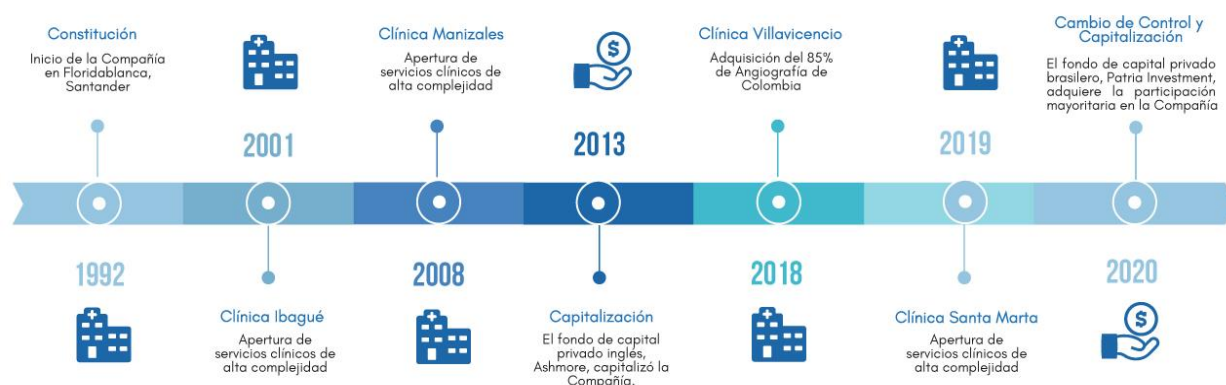 Constitución
Inicio de la Compañía
en Floridablanca,
Santander
1992
2001
Clínica Ibagué
Apertura de
servicios clínicos de
alta complejidad
Clínica Manizales
Apertura de
servicios clínicos de
alta complejidad
2008
2013
Capitalización
El fondo de capital
privado inglés,
Ashmore, capitalizó la
Compañía.
Clínica Villavicencio
Adquisición del 85%
de Angiografía de
Colombia
2018
2019
Clínica Santa Marta
Apertura de
servicios clínicos de
alta complejidad
Cambio de Control y
Capitalización
El fondo de capital privado
brasilero, Patria Investment,
adquiere la participación
mayoritaria en la Compañía
2020